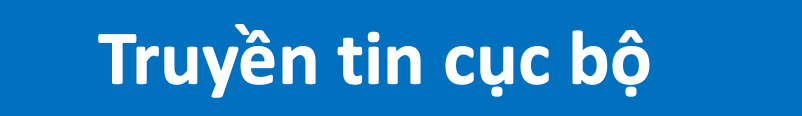 Truyền tin cục bộ